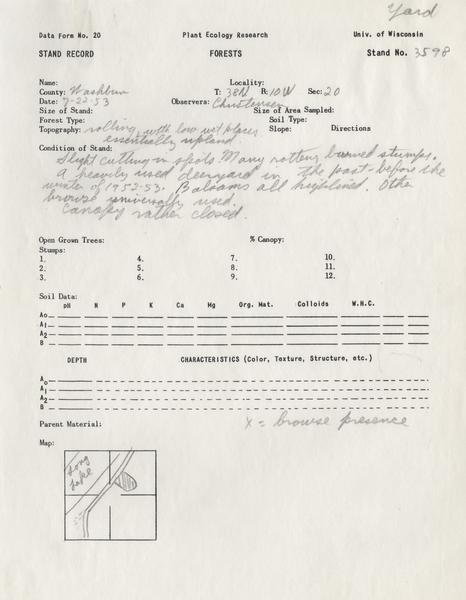 Yard
Data Form No. 20 Plant Ecology Research Univ. of Wisconsin
STAND RECORD FORESTS Stand No. 3598
Name: Locality:
County: Washburn T: 38N R: 10W Sec: 20
Date: 7-22-53 Observers: Christensen
Size of Stand: Size of Area Sampled:
Forest Type: Soil Type:
Topography: rolling, with low wet places, Slope: Directions
essentially upland
Condition of Stand:
Slight cutting in spots. Many rotten, burned stumps.
A heavily used deeryard in the past - before the
winter of 1952-53. Balsams all highlined. Other
browse universally used.
Canopy rather closed.
Open Grown Trees: % Canopy:
Stumps:
1. 4. 7. 10.
2. 5. 8. 11.
3. 6. 9. 12.
Soil Data:
pH N P K Ca Mg Org. Mat. Colloids W.H.C.
Ao
A1
A2
B
DEPTH CHARACTERISTICS (Color, Texture, Structure, etc.)
Ao
A1
A2
B
Parent Material: x = browse presence
Map:
Long
Lake